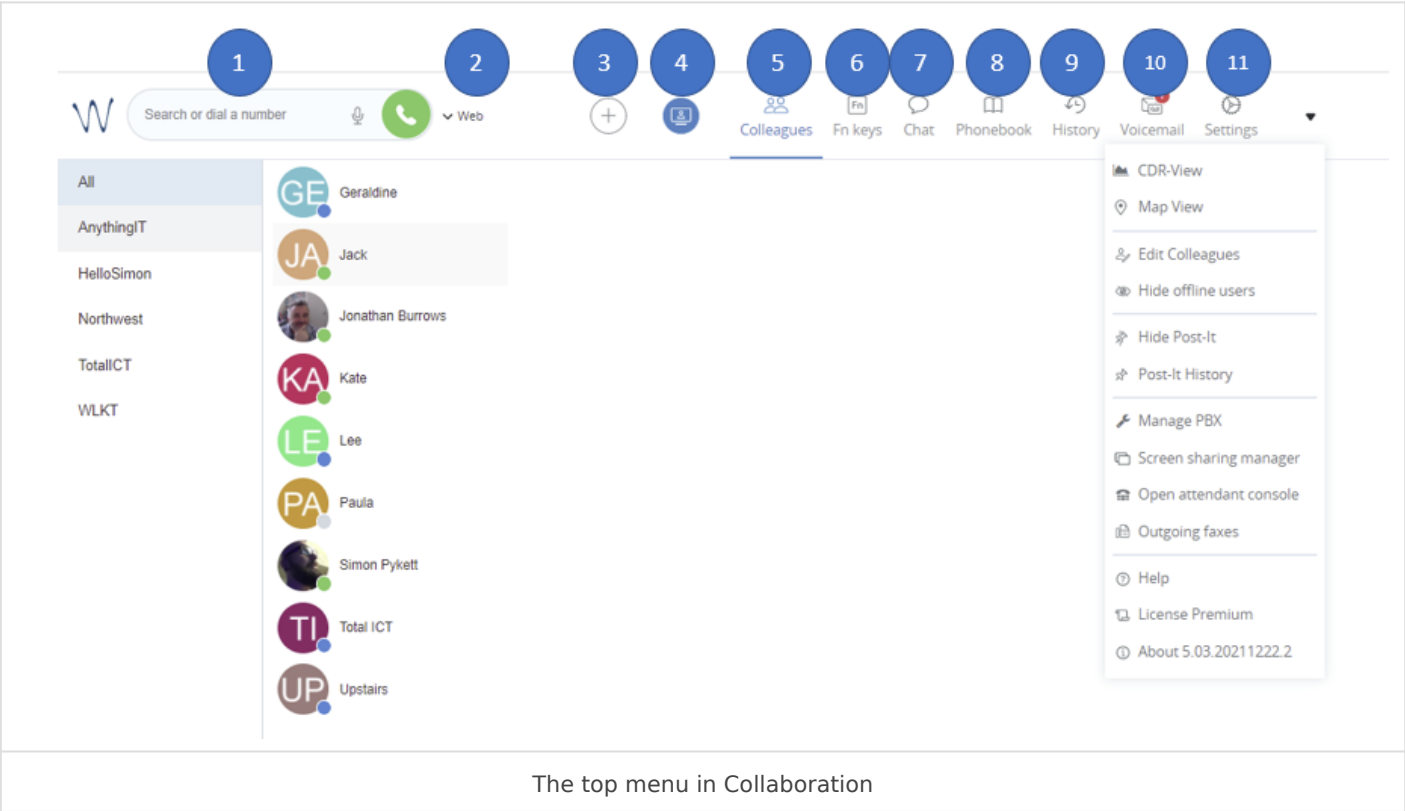 1 2 3 4 5 6 7 8 9 10 11
W Search or dial a number Web
Fn
Colleagues Fn keys Chat Phonebook History Voicemail Settings
All
AnythingIT
HelloSimon
Northwest
TotalICT
WLKT
GE Geraldine
JA Jack
Jonathan Burrows
KA Kate
LE Lee
PA Paula
Simon Pykett
TI Total ICT
UP Upstairs
CDR-View
Map View
Edit Colleagues
Hide offline users
Hide Post-It
Post-It History
Manage PBX
Screen sharing manager
Open attendant console
Outgoing faxes
Help
License Premium
About 5.03.20211222.2
The top menu in Collaboration